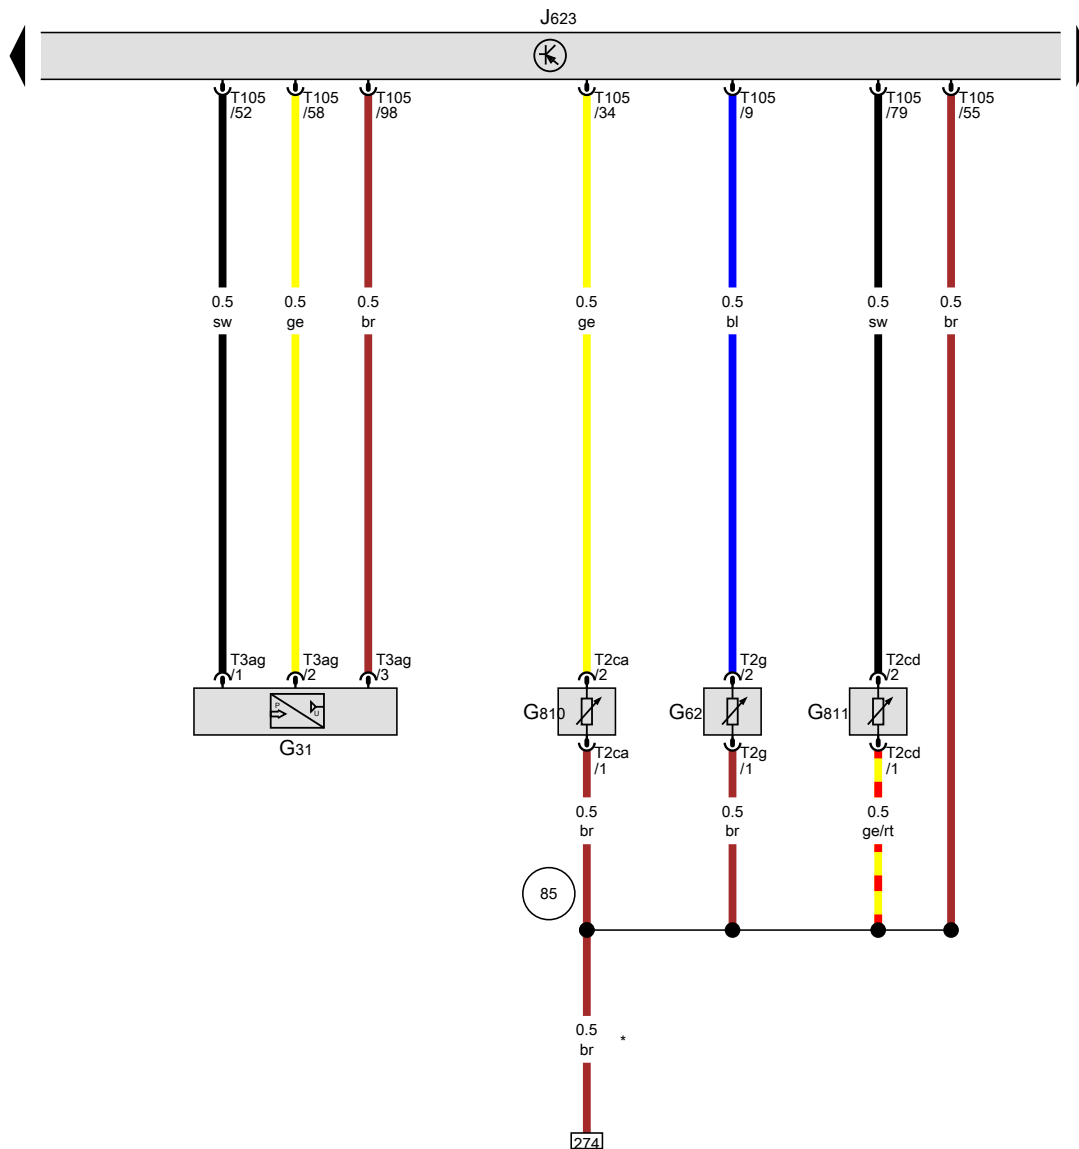 J623
T105 T105 T105 T105 T105 T105 T105
/52 /58 /98 /34 /9 /79 /55
0.5 0.5 0.5 0.5 0.5 0.5 0.5
sw ge br ge bl sw br
T3ag T3ag T3ag T2ca T2g T2cd
/1 /2 /3 /2 /2 /2
P U
G810 G62 G811
G31
T2ca T2g T2cd
/1 /1 /1
0.5 0.5 0.5
br br ge/rt
85
0.5
br *
274